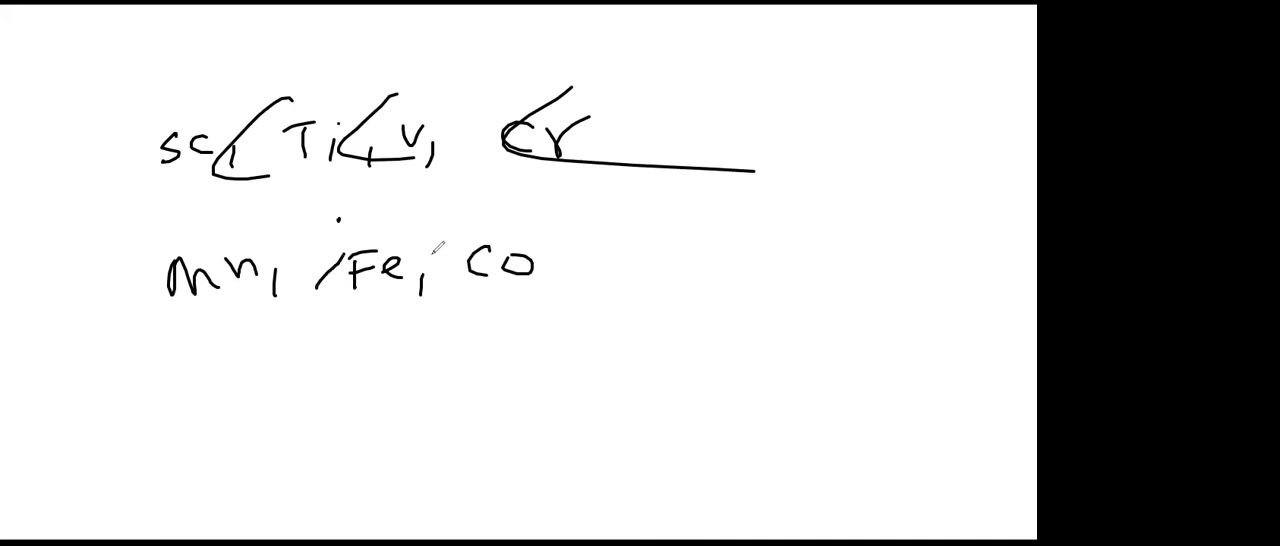 sc, < Ti, < v, < cr
mn, Fe, CO